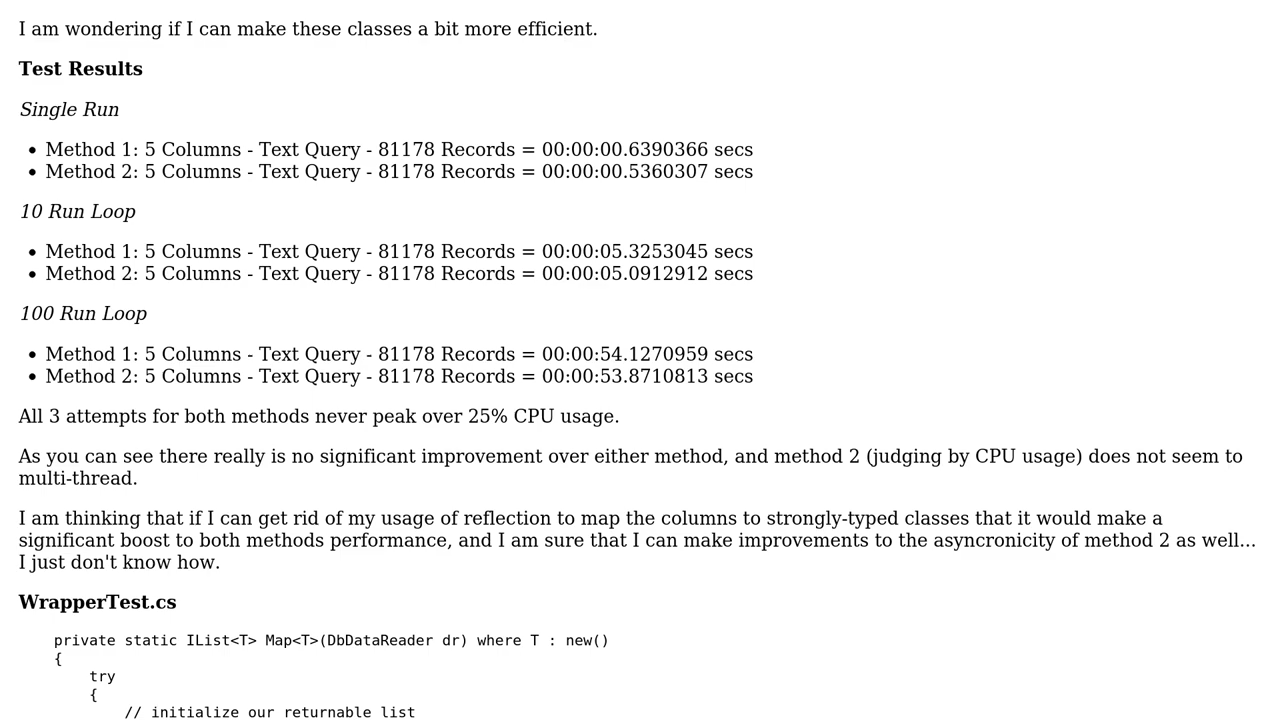 I am wondering if I can make these classes a bit more efficient.
Test Results
Single Run
• Method 1: 5 Columns - Text Query - 81178 Records = 00:00:00.6390366 secs
• Method 2: 5 Columns - Text Query - 81178 Records = 00:00:00.5360307 secs
10 Run Loop
• Method 1: 5 Columns - Text Query - 81178 Records = 00:00:05.3253045 secs
• Method 2: 5 Columns - Text Query - 81178 Records = 00:00:05.0912912 secs
100 Run Loop
• Method 1: 5 Columns - Text Query - 81178 Records = 00:00:54.1270959 secs
• Method 2: 5 Columns - Text Query - 81178 Records = 00:00:53.8710813 secs
All 3 attempts for both methods never peak over 25% CPU usage.
As you can see there really is no significant improvement over either method, and method 2 (judging by CPU usage) does not seem to
multi-thread.
I am thinking that if I can get rid of my usage of reflection to map the columns to strongly-typed classes that it would make a
significant boost to both methods performance, and I am sure that I can make improvements to the asyncronicity of method 2 as well...
I just don't know how.
WrapperTest.cs
private static IList<T> Map<T>(DbDataReader dr) where T : new()
{
try
{
// initialize our returnable list